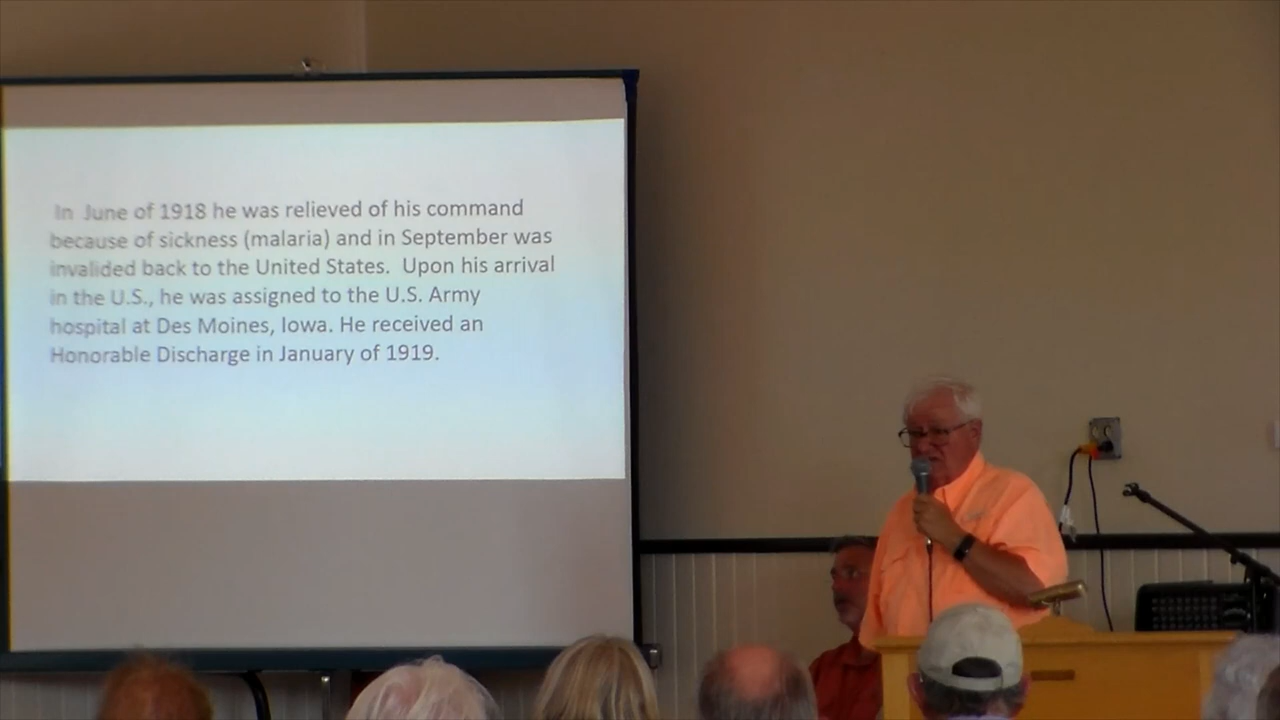 In June of 1918 he was relieved of his command
because of sickness (malaria) and in September was
invalided back to the United States.  Upon his arrival
in the U.S., he was assigned to the U.S. Army
hospital at Des Moines, Iowa. He received an
Honorable Discharge in January of 1919.